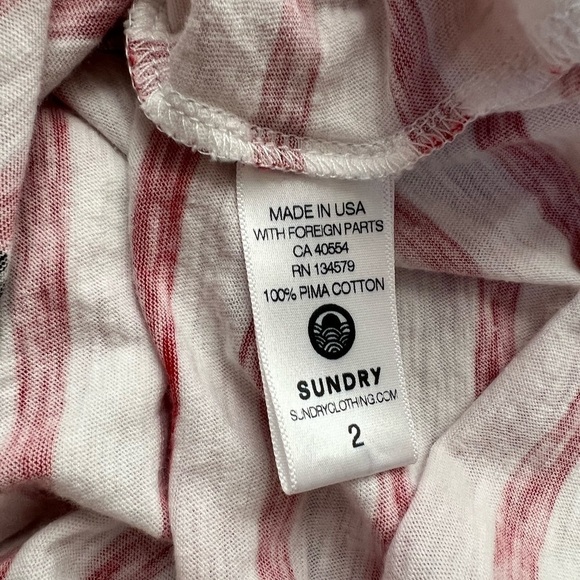 MADE IN USA
WITH FOREIGN PARTS
CA 40554
RN 134579
100% PIMA COTTON
SUNDRY
SUNDRYCLOTHING.COM
2